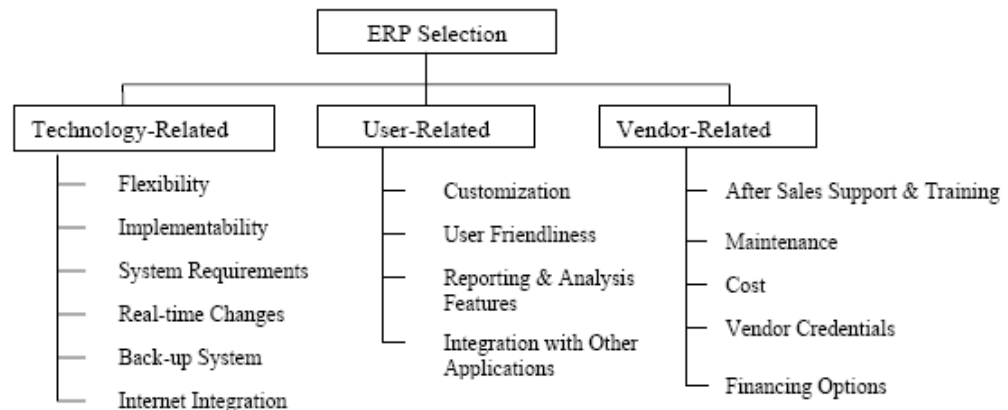 ERP Selection
Technology-Related
User-Related
Vendor-Related
Flexibility
Implementability
System Requirements
Real-time Changes
Back-up System
Internet Integration
Customization
User Friendliness
Reporting & Analysis
Features
Integration with Other
Applications
After Sales Support & Training
Maintenance
Cost
Vendor Credentials
Financing Options